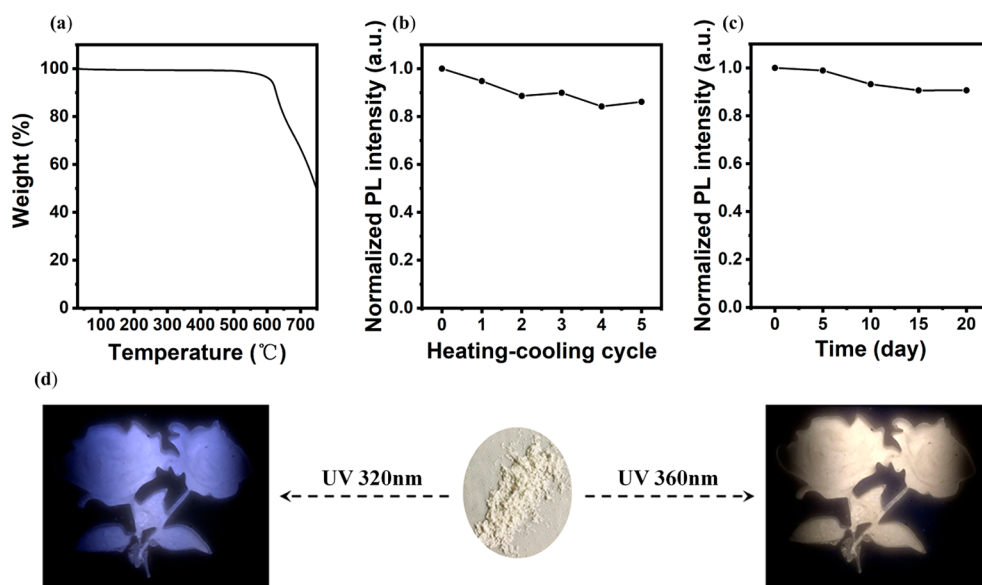 (a)
Weight (%)
100
80
60
40
20
0
100 200 300 400 500 600 700
Temperature (℃)
(b)
Normalized PL intensity (a.u.)
1.0
0.8
0.6
0.4
0.2
0.0
0 1 2 3 4 5
Heating-cooling cycle
(c)
Normalized PL intensity (a.u.)
1.0
0.8
0.6
0.4
0.2
0.0
0 5 10 15 20
Time (day)
(d)
UV 320nm
UV 360nm